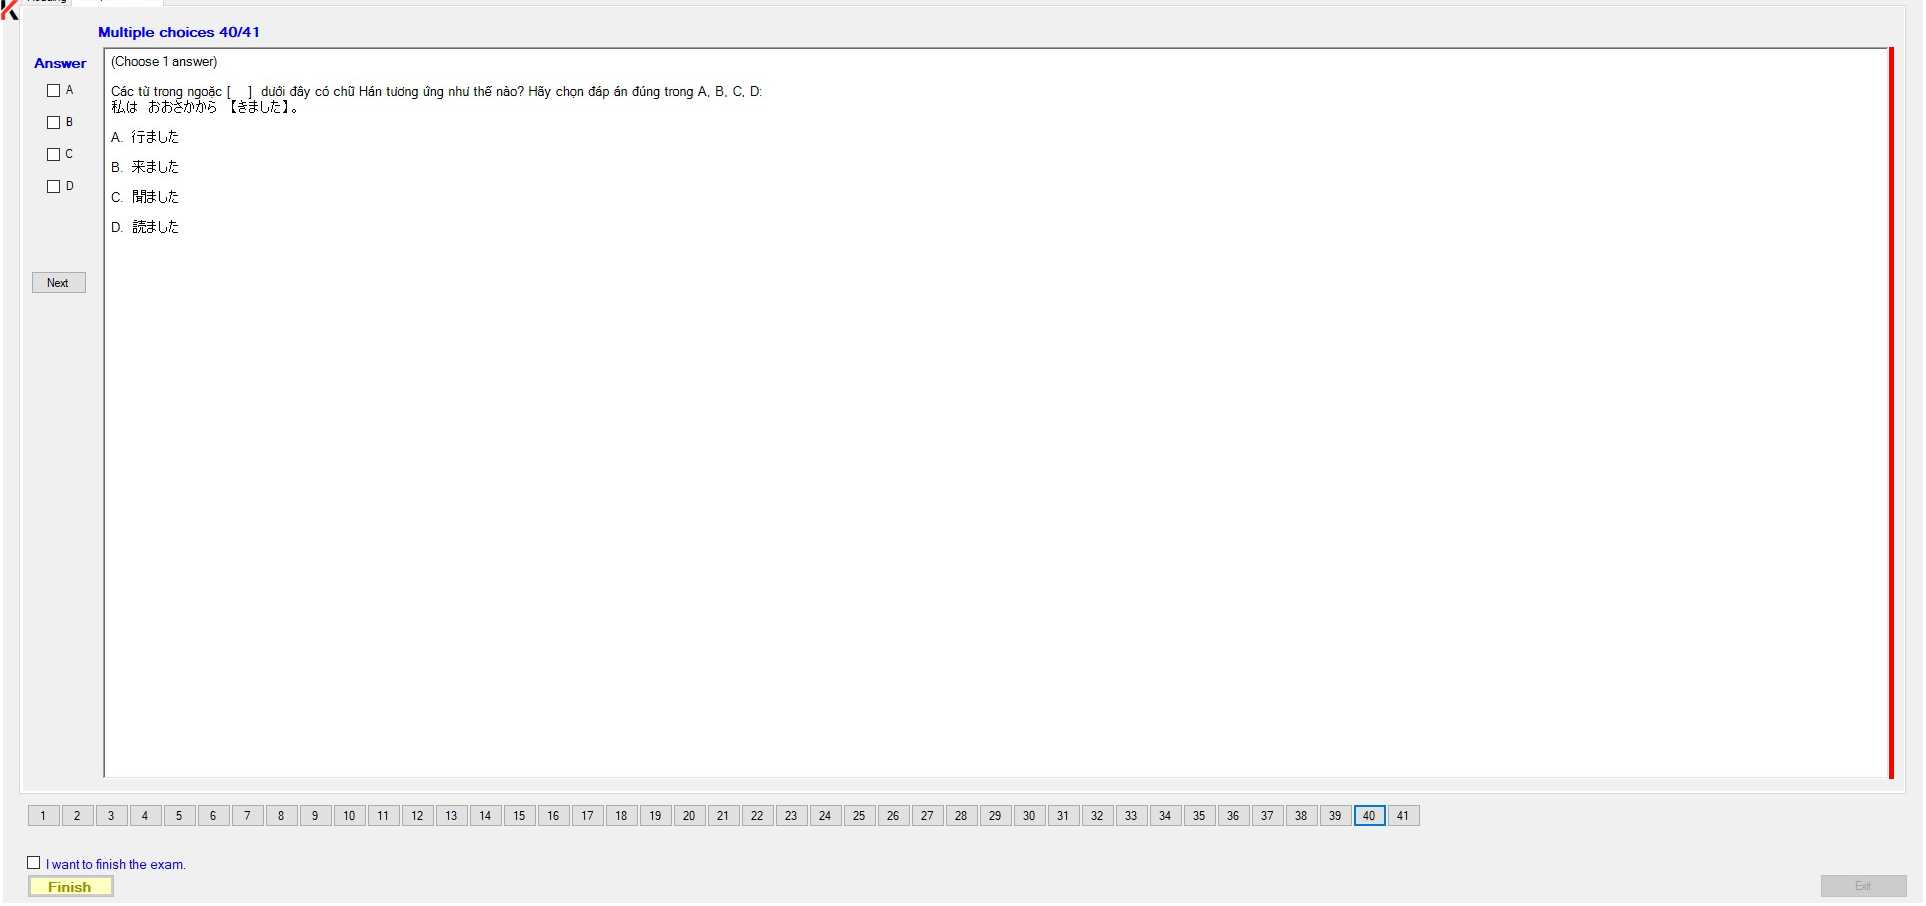 Multiple choices 40/41
Answer
(Choose 1 answer)
A
B
C
D
Các từ trong ngoặc [ _ ] dưới đây có chữ Hán tương ứng như thế nào? Hãy chọn đáp án đúng trong A, B, C, D:
私は おおさかから 【きました】。
A. 行ました
B. 来ました
C. 聞ました
D. 読ました
Next
1 2 3 4 5 6 7 8 9 10 11 12 13 14 15 16 17 18 19 20 21 22 23 24 25 26 27 28 29 30 31 32 33 34 35 36 37 38 39 40 41
I want to finish the exam.
Finish
Exit